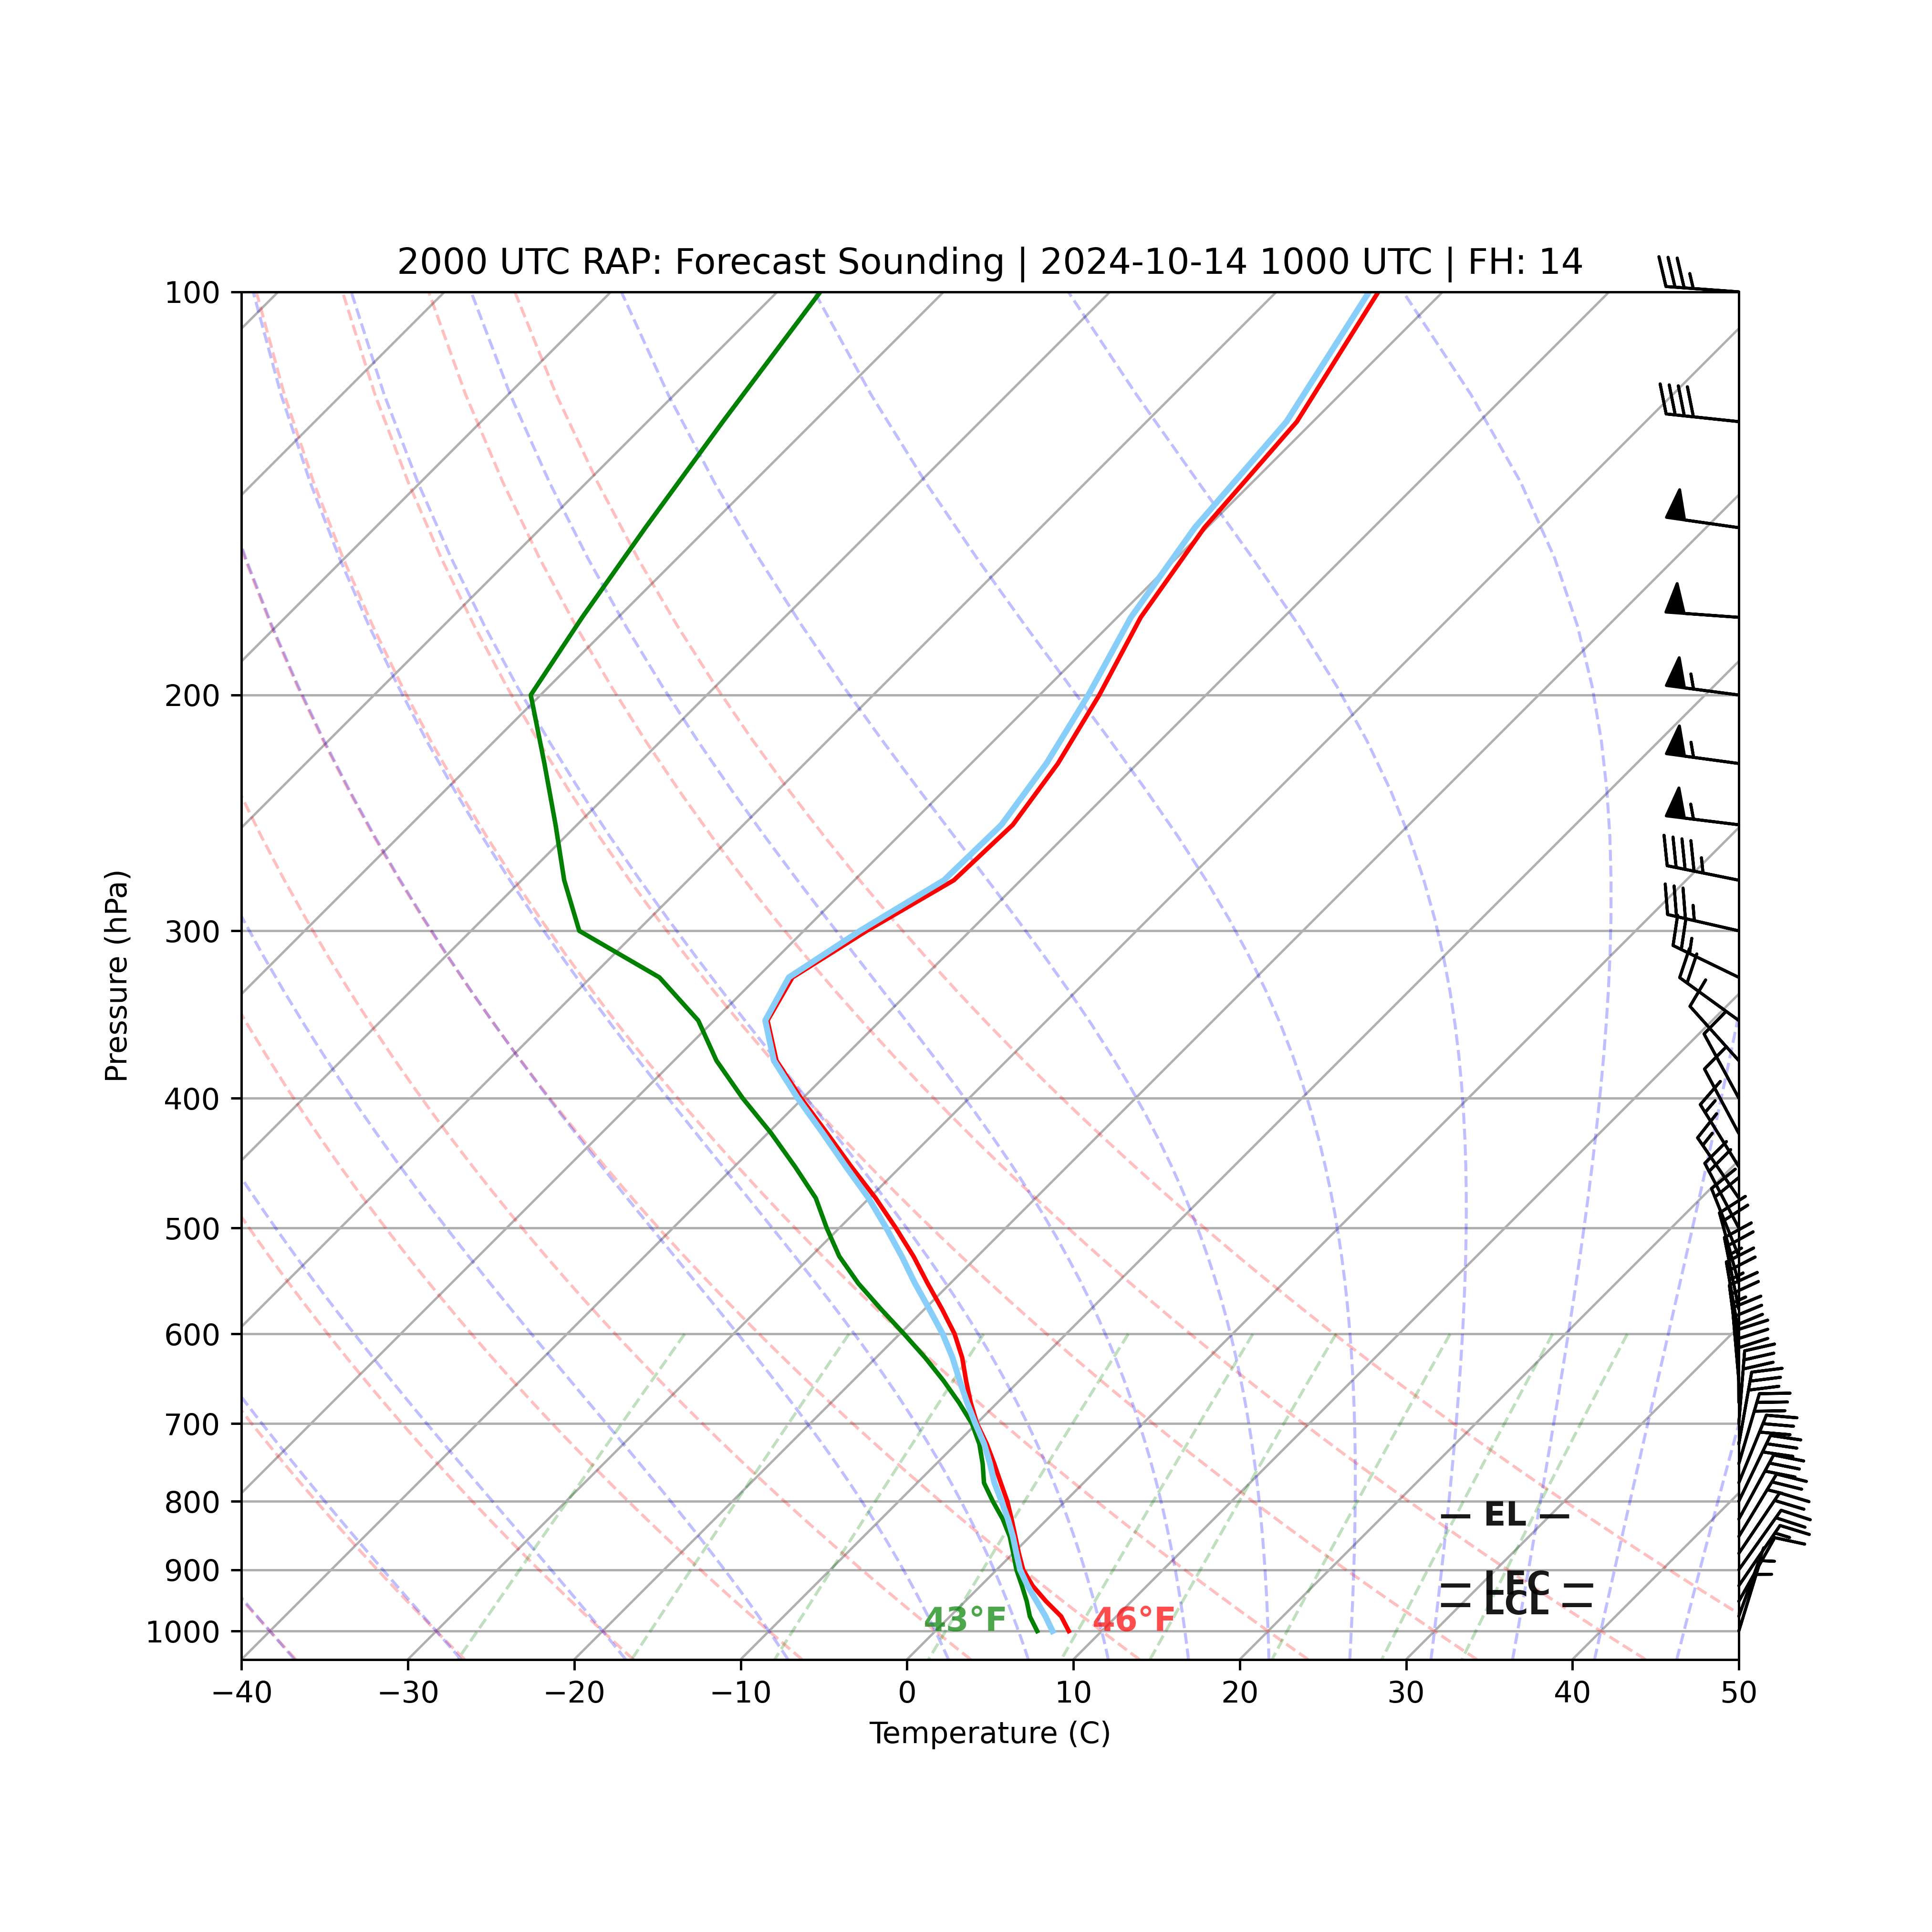 2000 UTC RAP: Forecast Sounding | 2024-10-14 1000 UTC | FH: 14
100
200
300
400
500
600
700
800
900
1000
Pressure (hPa)
— EL —
— LFC —
— LCL —
43°F
46°F
−40 −30 −20 −10 0 10 20 30 40 50
Temperature (C)